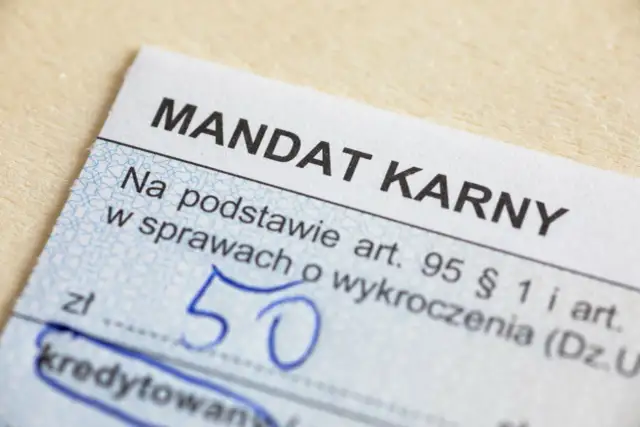 MANDAT KARNY
Na podstawie art. 95 § 1 i art.
w sprawach o wykroczenia (Dz.U
zł 50
kredytowany